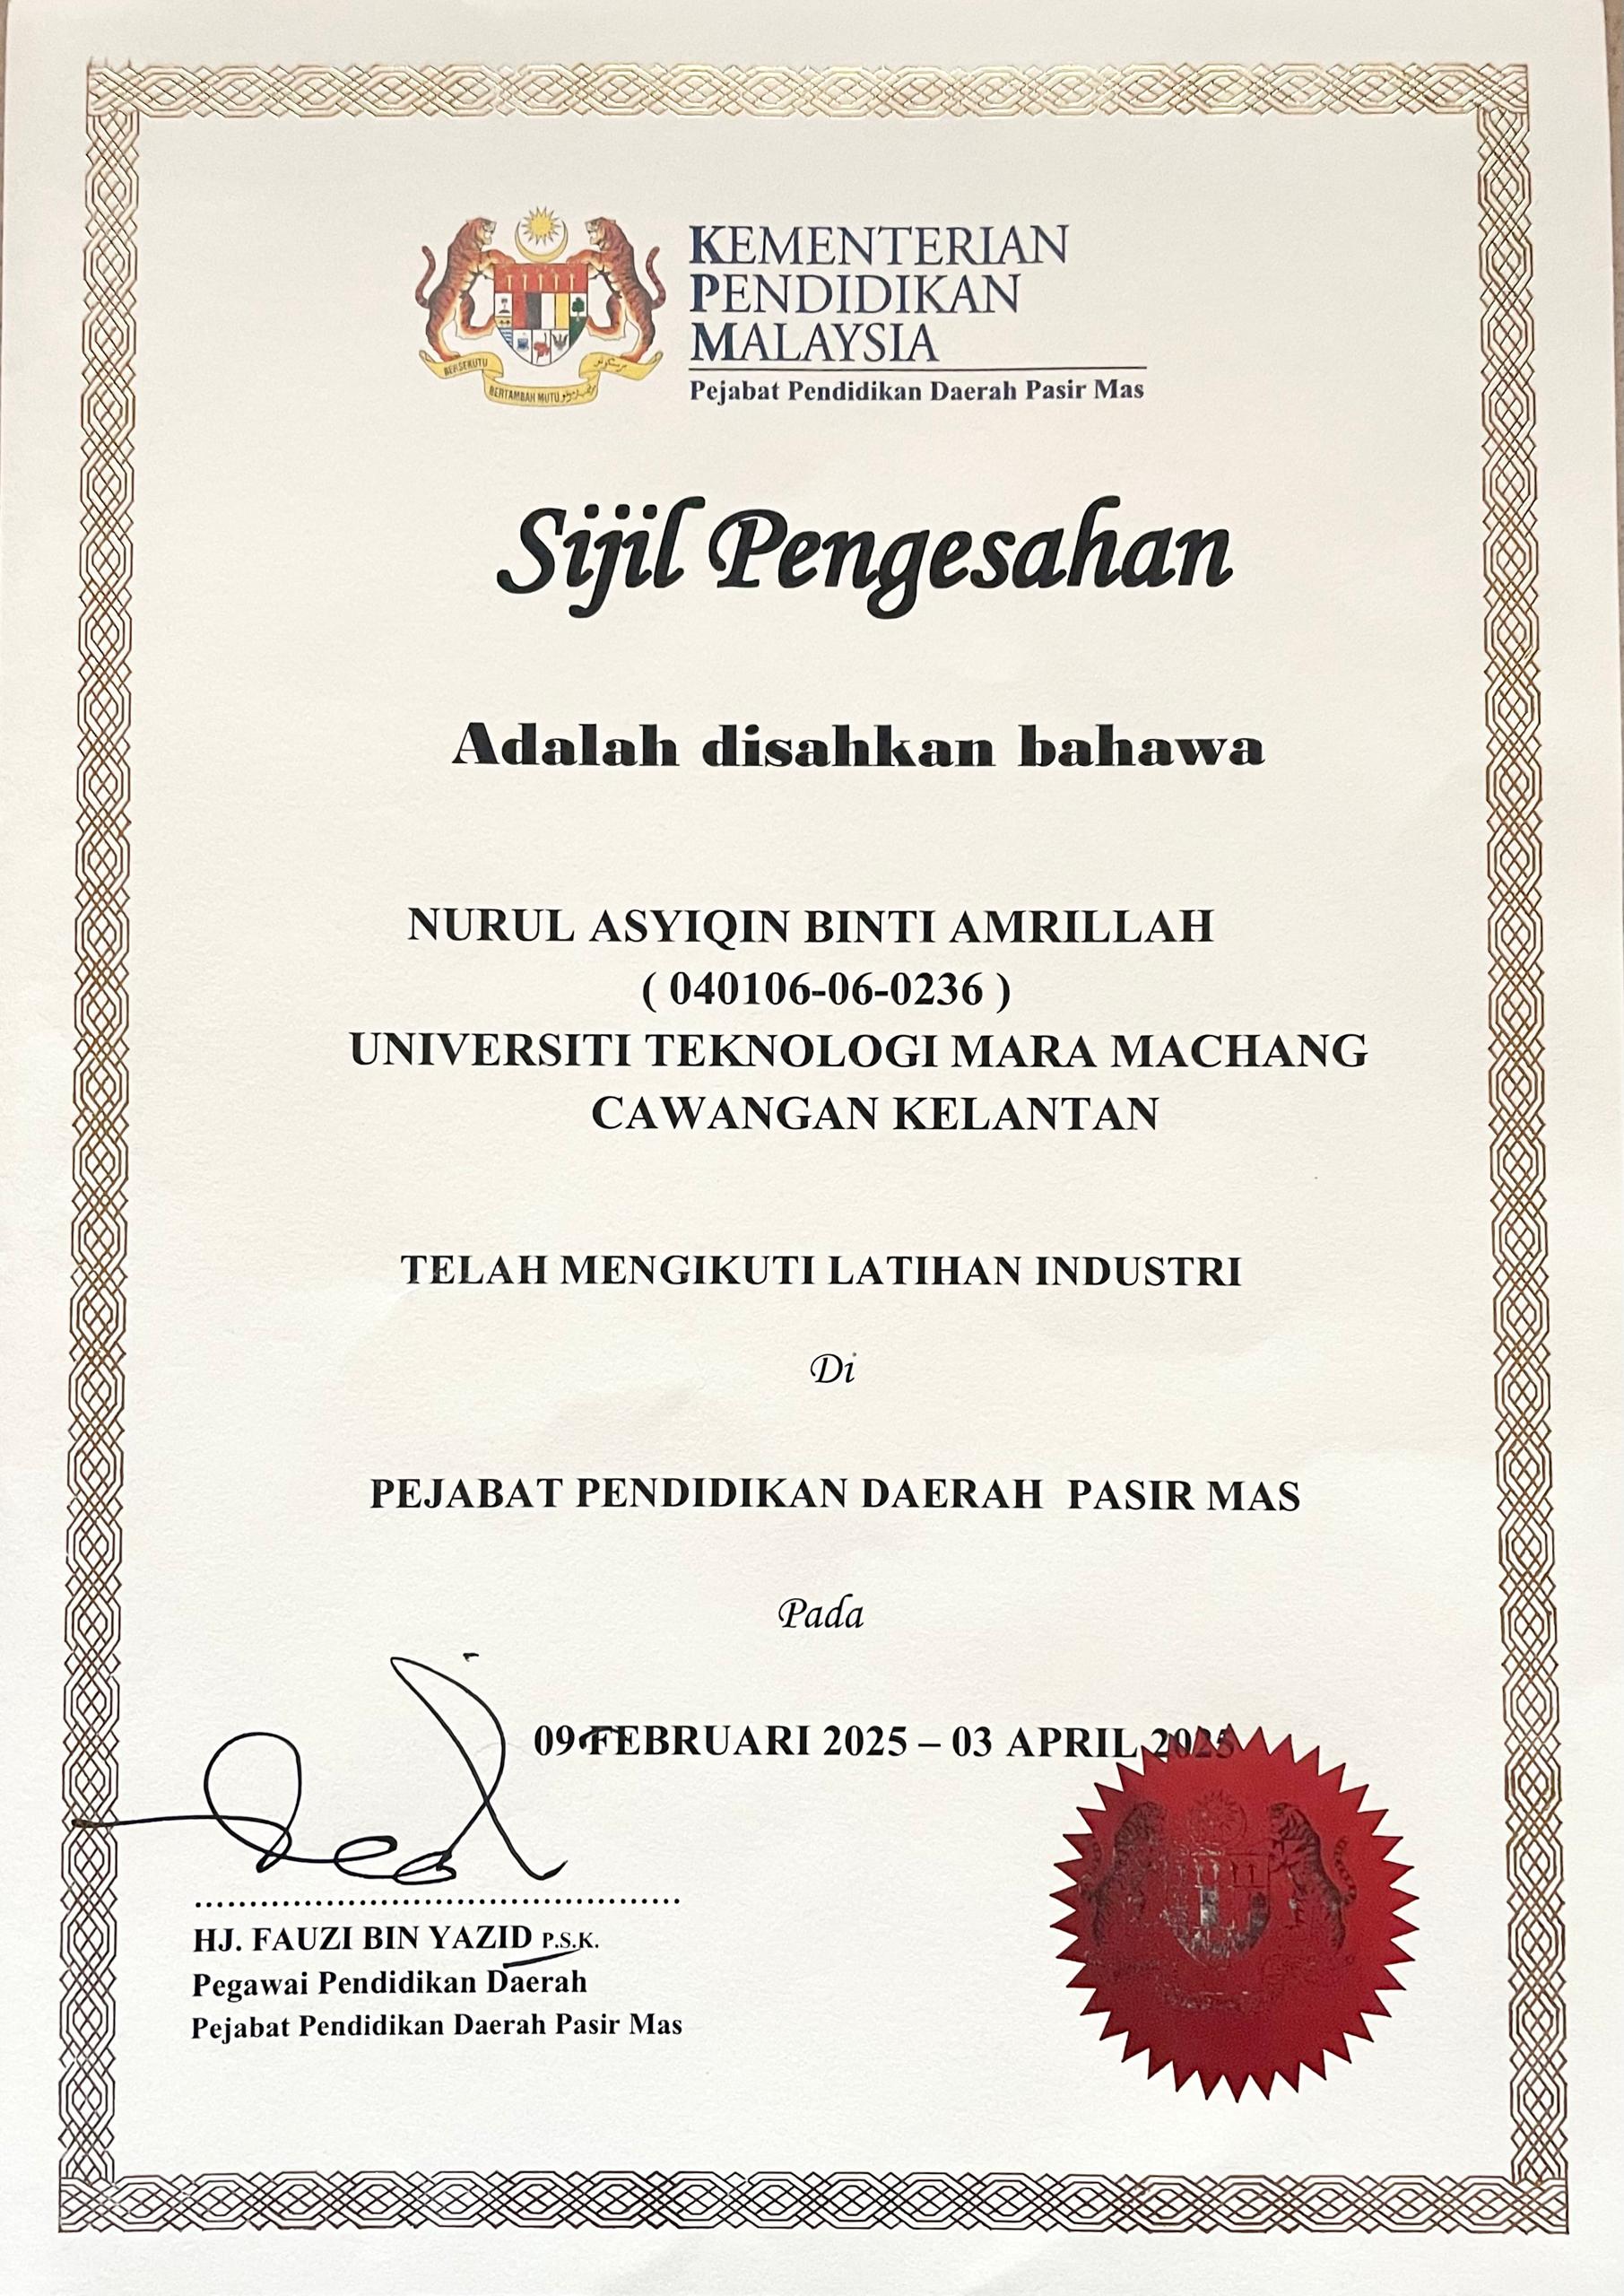 KEMENTERIAN
PENDIDIKAN
MALAYSIA
Pejabat Pendidikan Daerah Pasir Mas
BERSEKUTU
BERTAMBAH MUTU
Sijil Pengesahan
Adalah disahkan bahawa
NURUL ASYIQIN BINTI AMRILLAH
( 040106-06-0236 )
UNIVERSITI TEKNOLOGI MARA MACHANG
CAWANGAN KELANTAN
TELAH MENGIKUTI LATIHAN INDUSTRI
Di
PEJABAT PENDIDIKAN DAERAH PASIR MAS
Pada
09 FEBRUARI 2025 – 03 APRIL 2025
HJ. FAUZI BIN YAZID P.S.K.
Pegawai Pendidikan Daerah
Pejabat Pendidikan Daerah Pasir Mas